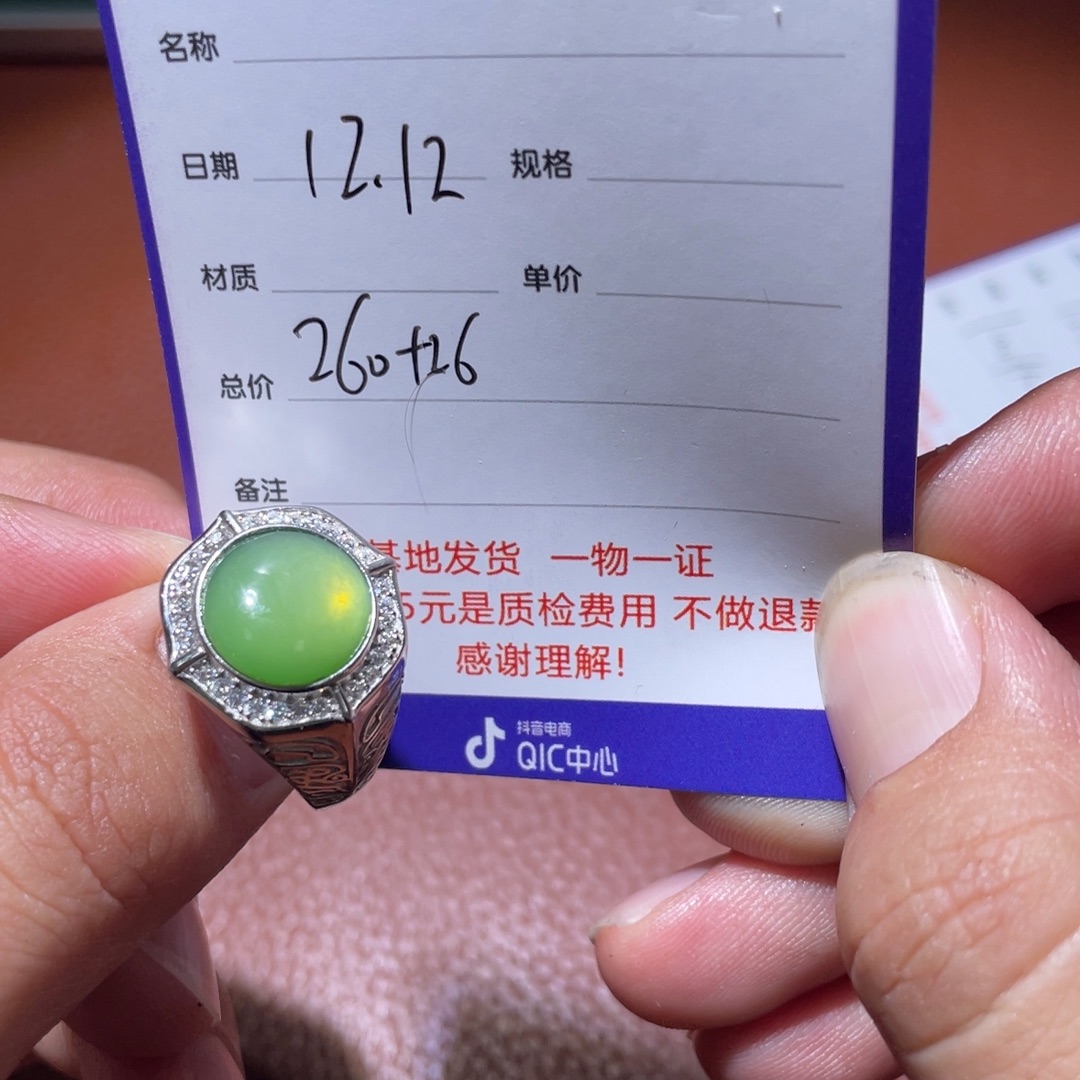 名称
日期 12.12 规格
材质 单价
总价 260+26
备注
基地发货 一物一证
5元是质检费用 不做退款
感谢理解!
抖音电商
QIC中心